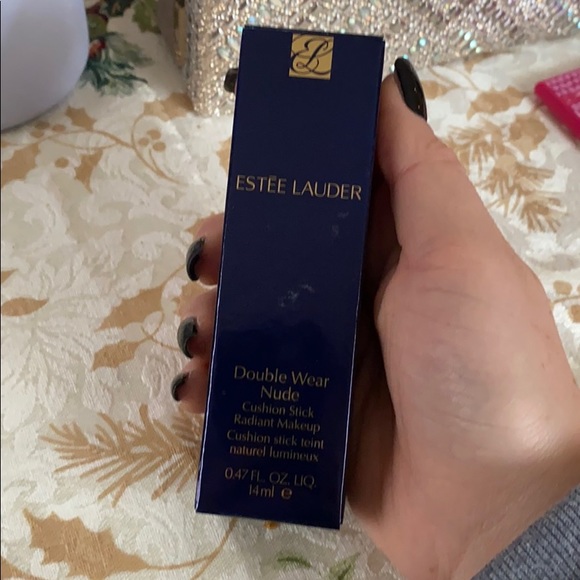 EL
ESTĒE LAUDER
Double Wear
Nude
Cushion Stick
Radiant Makeup
Cushion stick teint
naturel lumineux
0.47 FL. OZ. LIQ.
14ml e